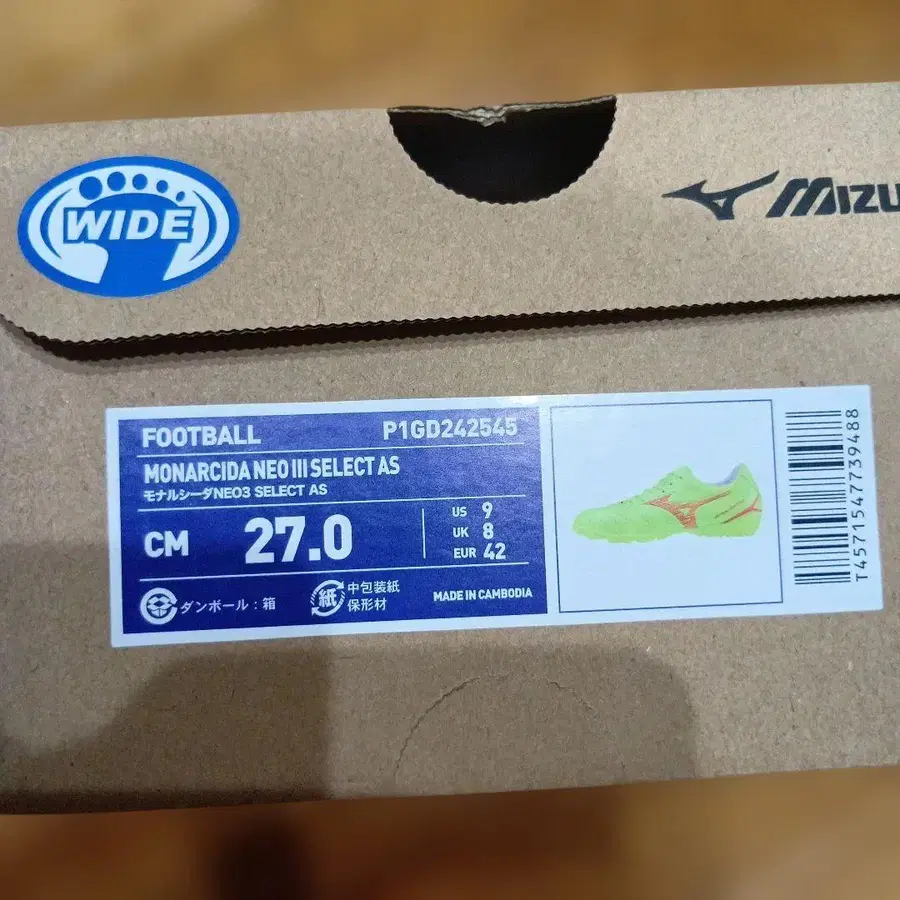 WIDE
MIZU
FOOTBALL P1GD242545
MONARCIDA NEO III SELECT AS
モナルシーダNEO3 SELECT AS
CM 27.0
US 9
UK 8
EUR 42
ダンボール：箱
紙 中包装紙
保形材
MADE IN CAMBODIA
T4571547739488